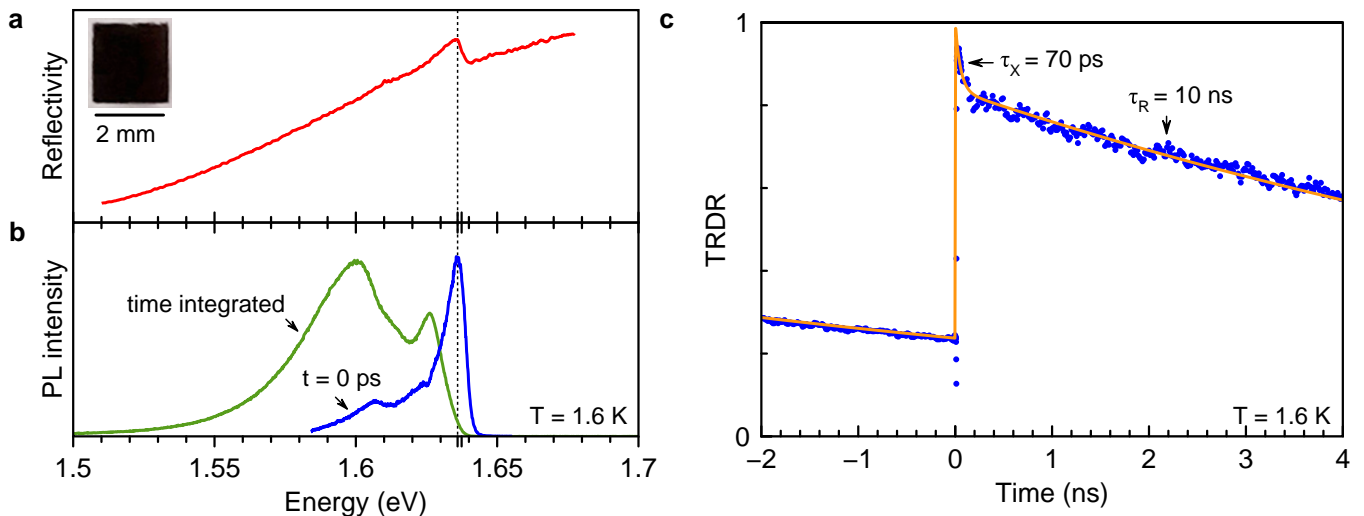 a
Reflectivity
2 mm
b
PL intensity
time integrated
t = 0 ps
T = 1.6 K
1.5 1.55 1.6 1.65 1.7
Energy (eV)
c
1
TRDR
τX = 70 ps
τR = 10 ns
T = 1.6 K
0
−2 −1 0 1 2 3 4
Time (ns)